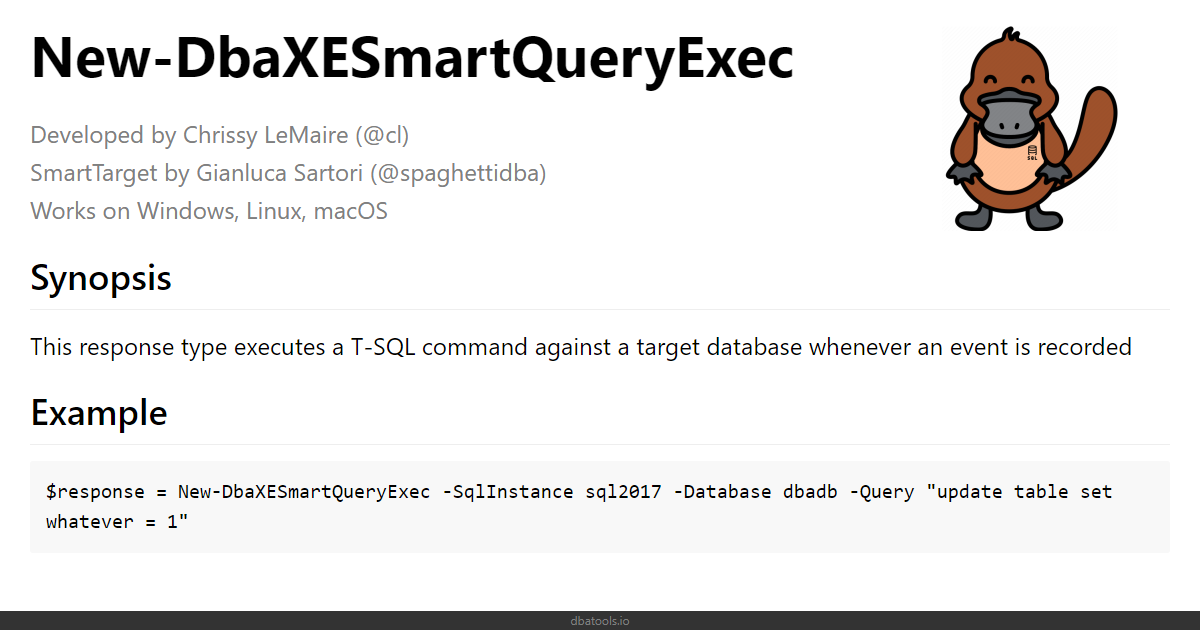 New-DbaXESmartQueryExec
Developed by Chrissy LeMaire (@cl)
SmartTarget by Gianluca Sartori (@spaghettidba)
Works on Windows, Linux, macOS
SQL
Synopsis
This response type executes a T-SQL command against a target database whenever an event is recorded
Example
$response = New-DbaXESmartQueryExec -SqlInstance sql2017 -Database dbadb -Query "update table set
whatever = 1"
dbatools.io